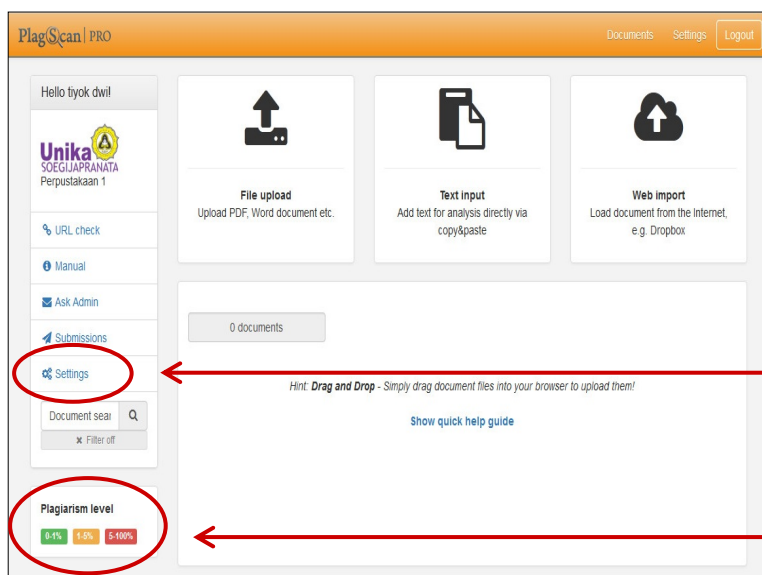 PlagScan PRO
Documents Settings Logout
Hello tiyok dwi!
Unika
SOEGIJAPRANATA
Perpustakaan 1
URL check
Manual
Ask Admin
Submissions
Settings
Document sear
Filter off
Plagiarism level
0-1% 1-5% 5-100%
File upload
Upload PDF, Word document etc.
Text input
Add text for analysis directly via
copy&paste
Web import
Load document from the Internet,
e.g. Dropbox
0 documents
Hint: Drag and Drop - Simply drag document files into your browser to upload them!
Show quick help guide